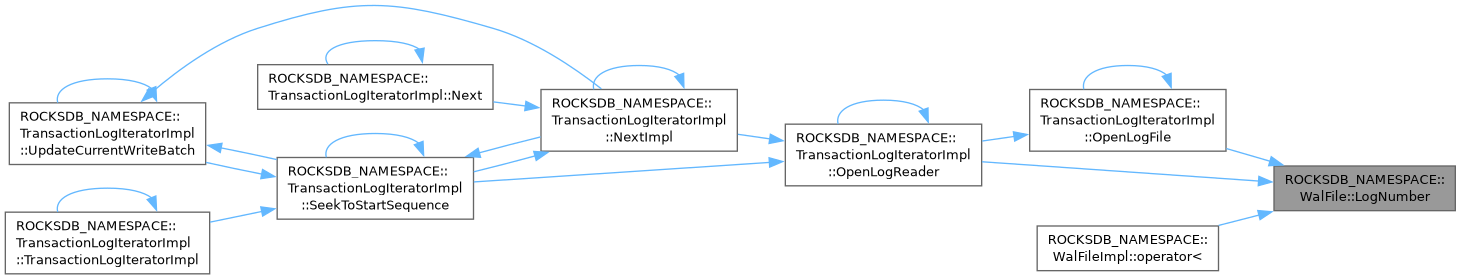 ROCKSDB_NAMESPACE::
TransactionLogIteratorImpl
::UpdateCurrentWriteBatch
ROCKSDB_NAMESPACE::
TransactionLogIteratorImpl
::TransactionLogIteratorImpl
ROCKSDB_NAMESPACE::
TransactionLogIteratorImpl::Next
ROCKSDB_NAMESPACE::
TransactionLogIteratorImpl
::SeekToStartSequence
ROCKSDB_NAMESPACE::
TransactionLogIteratorImpl
::NextImpl
ROCKSDB_NAMESPACE::
TransactionLogIteratorImpl
::OpenLogReader
ROCKSDB_NAMESPACE::
TransactionLogIteratorImpl
::OpenLogFile
ROCKSDB_NAMESPACE::
WalFileImpl::operator<
ROCKSDB_NAMESPACE::
WalFile::LogNumber